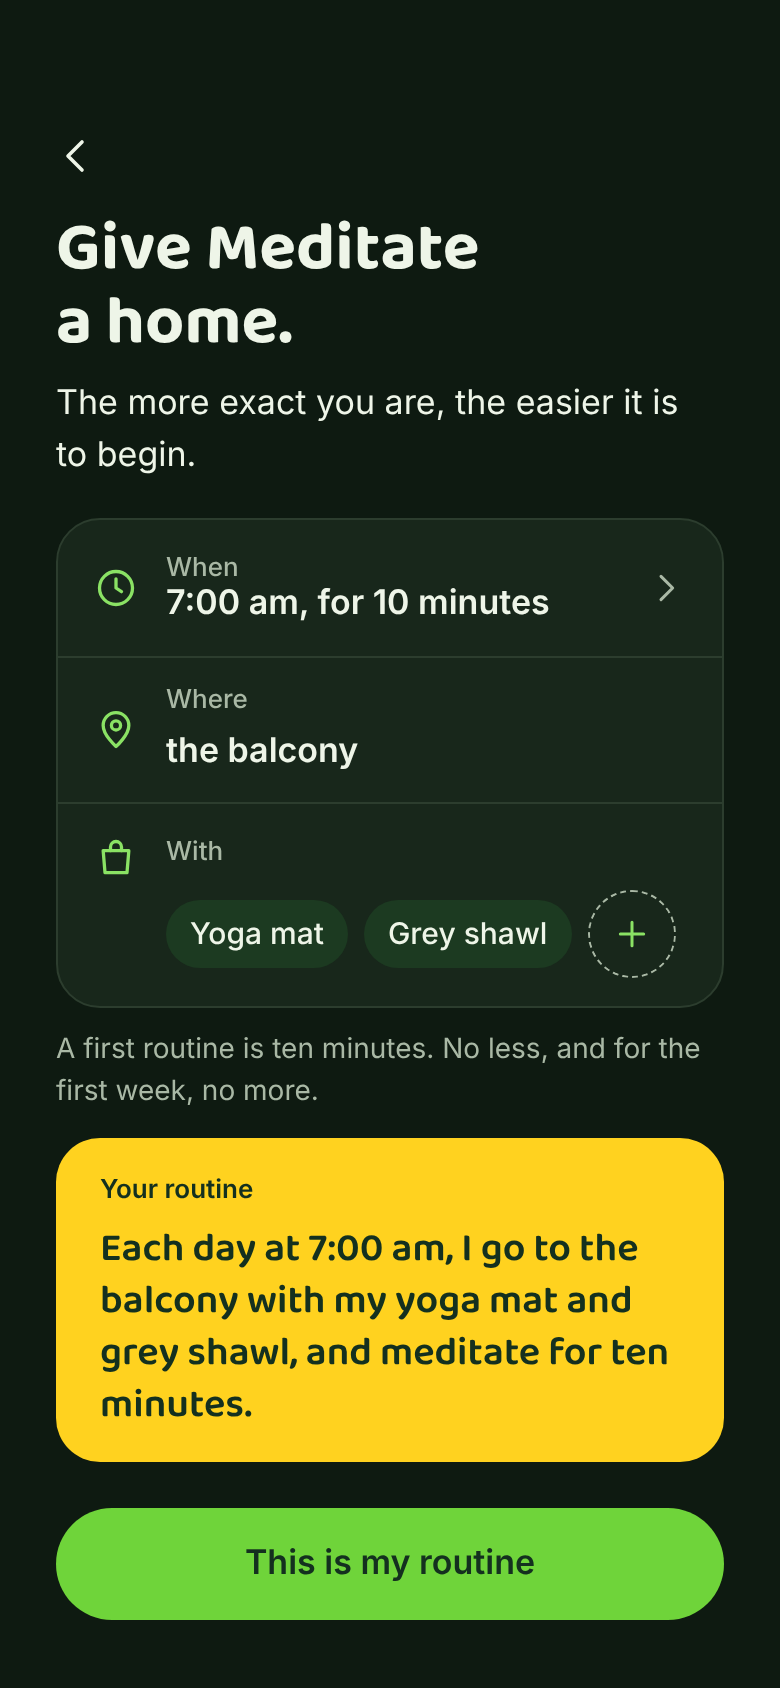 Give Meditate
a home.
The more exact you are, the easier it is
to begin.
When
7:00 am, for 10 minutes
Where
the balcony
With
Yoga mat
Grey shawl
A first routine is ten minutes. No less, and for the
first week, no more.
Your routine
Each day at 7:00 am, I go to the
balcony with my yoga mat and
grey shawl, and meditate for ten
minutes.
This is my routine